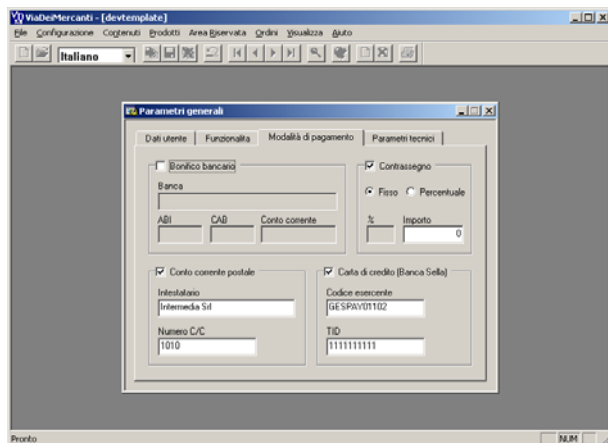 ViaDeiMercanti - [devtemplate]
File Configurazione Contenuti Prodotti Area Riservata Ordini Visualizza Aiuto
Italiano
Parametri generali
Dati utente Funzionalita Modalità di pagamento Parametri tecnici
Bonifico bancario
Banca
ABI CAB Conto corrente
Contrassegno
Fisso Percentuale
% Importo
0
Conto corrente postale
Intestatario
Intermedia Srl
Numero C/C
1010
Carta di credito (Banca Sella)
Codice esercente
GESPAY01102
TID
1111111111
Pronto NUM